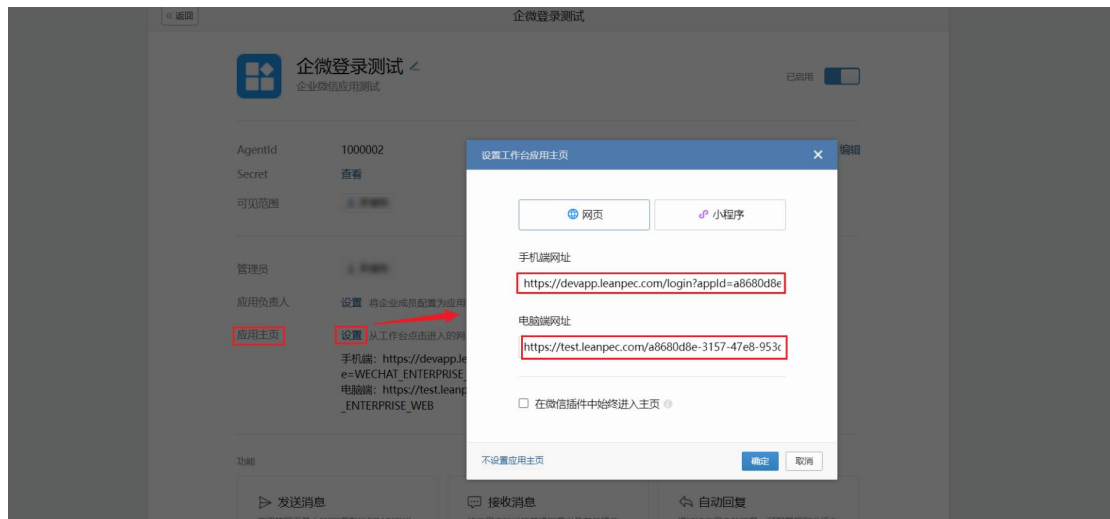 « 返回
企微登录测试
企微登录测试
企业微信应用测试
已启用
AgentId 1000002
编辑
Secret 查看
可见范围
管理员
应用负责人 设置 将企业成员配置为应用
应用主页 设置 从工作台点击进入的网
手机端：https://devapp.le
e=WECHAT_ENTERPRISE_
电脑端：https://test.leanp
_ENTERPRISE_WEB
设置工作台应用主页
网页 小程序
手机端网址
https://devapp.leanpec.com/login?appId=a8680d8e
电脑端网址
https://test.leanpec.com/a8680d8e-3157-47e8-953c
在微信插件中始终进入主页
不设置应用主页 确定 取消
功能
发送消息 接收消息 自动回复